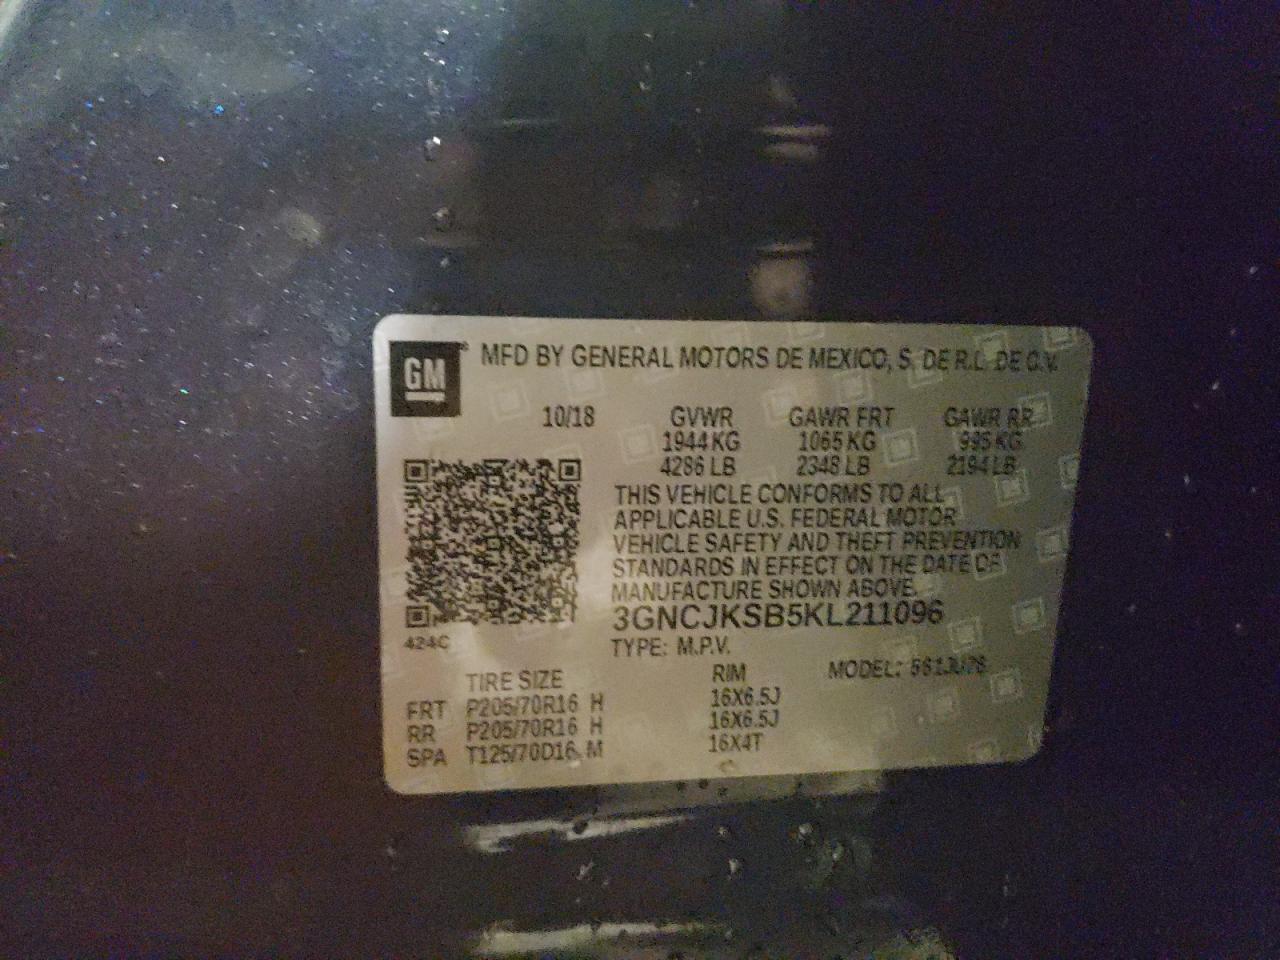 GM
MFD BY GENERAL MOTORS DE MEXICO, S. DE R.L. DE C.V.
10/18 GVWR GAWR FRT GAWR RR
1944 KG 1065 KG 995 KG
4286 LB 2348 LB 2194 LB
THIS VEHICLE CONFORMS TO ALL
APPLICABLE U.S. FEDERAL MOTOR
VEHICLE SAFETY AND THEFT PREVENTION
STANDARDS IN EFFECT ON THE DATE OF
MANUFACTURE SHOWN ABOVE.
3GNCJKSB5KL211096
424C
TYPE: M.P.V.
TIRE SIZE RIM MODEL:
FRT P205/70R16 H 16X6.5J
RR P205/70R16 H 16X6.5J
SPA T125/70D16 M 16X4T